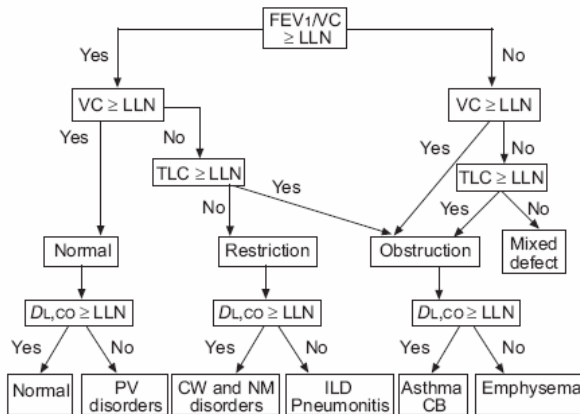 FEV1/VC
≥ LLN
Yes
No
VC ≥ LLN
VC ≥ LLN
Yes
No
Yes
No
TLC ≥ LLN
TLC ≥ LLN
Yes
No
Yes
No
Normal
Restriction
Obstruction
Mixed
defect
DL,CO ≥ LLN
DL,CO ≥ LLN
DL,CO ≥ LLN
Yes
No
Yes
No
Yes
No
Normal
PV
disorders
CW and NM
disorders
ILD
Pneumonitis
Asthma
CB
Emphysema